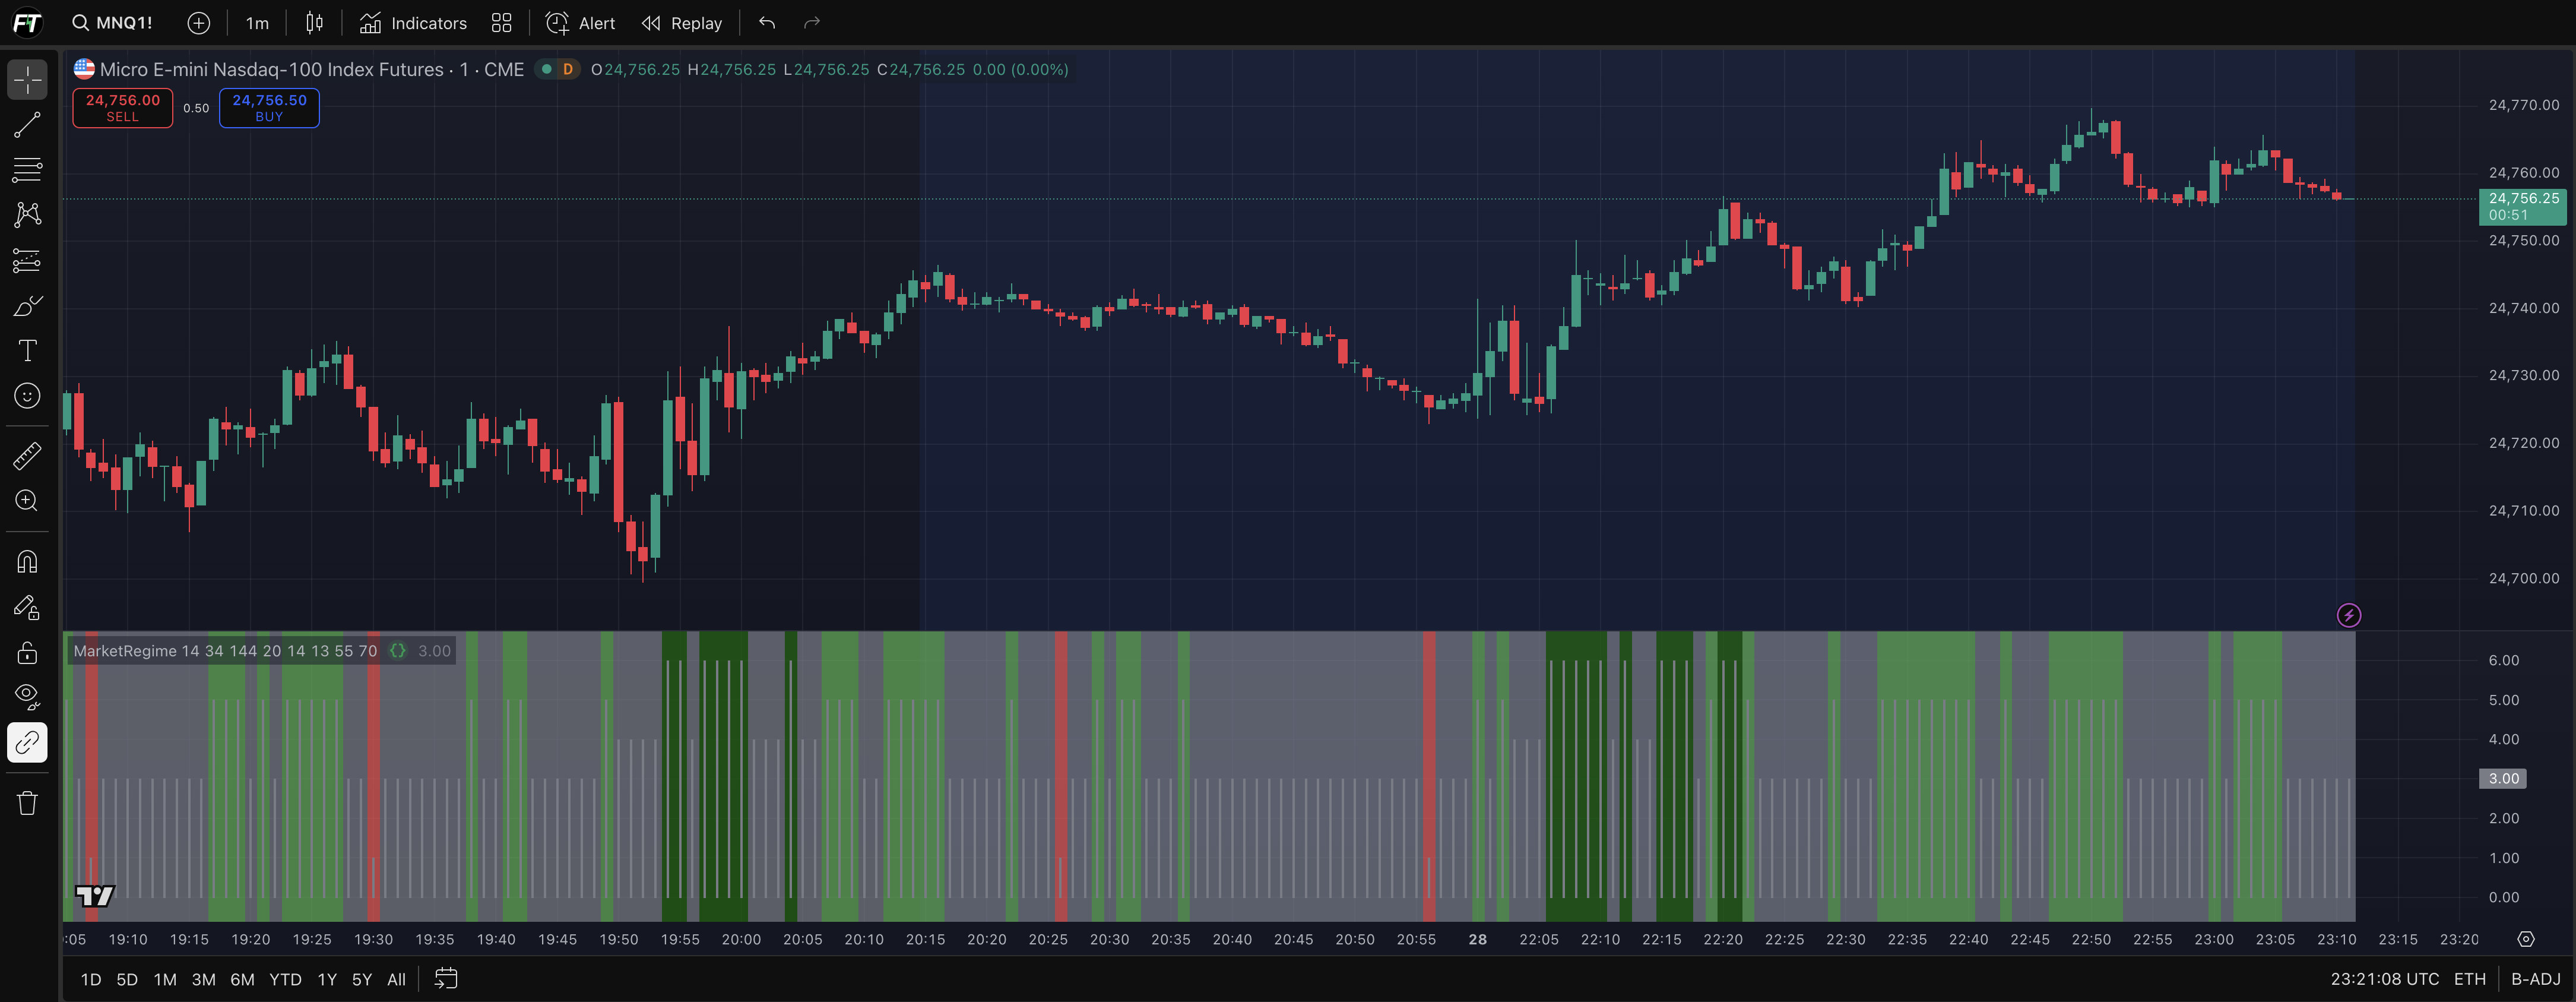 FT MNQ1! 1m Indicators Alert Replay
Micro E-mini Nasdaq-100 Index Futures · 1 · CME D O24,756.25 H24,756.25 L24,756.25 C24,756.25 0.00 (0.00%)
24,756.00 0.50 24,756.50
SELL BUY
24,770.00
24,760.00
24,756.25
00:51
24,750.00
24,740.00
24,730.00
24,720.00
24,710.00
24,700.00
MarketRegime 14 34 144 20 14 13 55 70 {} 3.00
6.00
5.00
4.00
3.00
2.00
1.00
0.00
:05 19:10 19:15 19:20 19:25 19:30 19:35 19:40 19:45 19:50 19:55 20:00 20:05 20:10 20:15 20:20 20:25 20:30 20:35 20:40 20:45 20:50 20:55 28 22:05 22:10 22:15 22:20 22:25 22:30 22:35 22:40 22:45 22:50 22:55 23:00 23:05 23:10 23:15 23:20
1D 5D 1M 3M 6M YTD 1Y 5Y All 23:21:08 UTC ETH B-ADJ